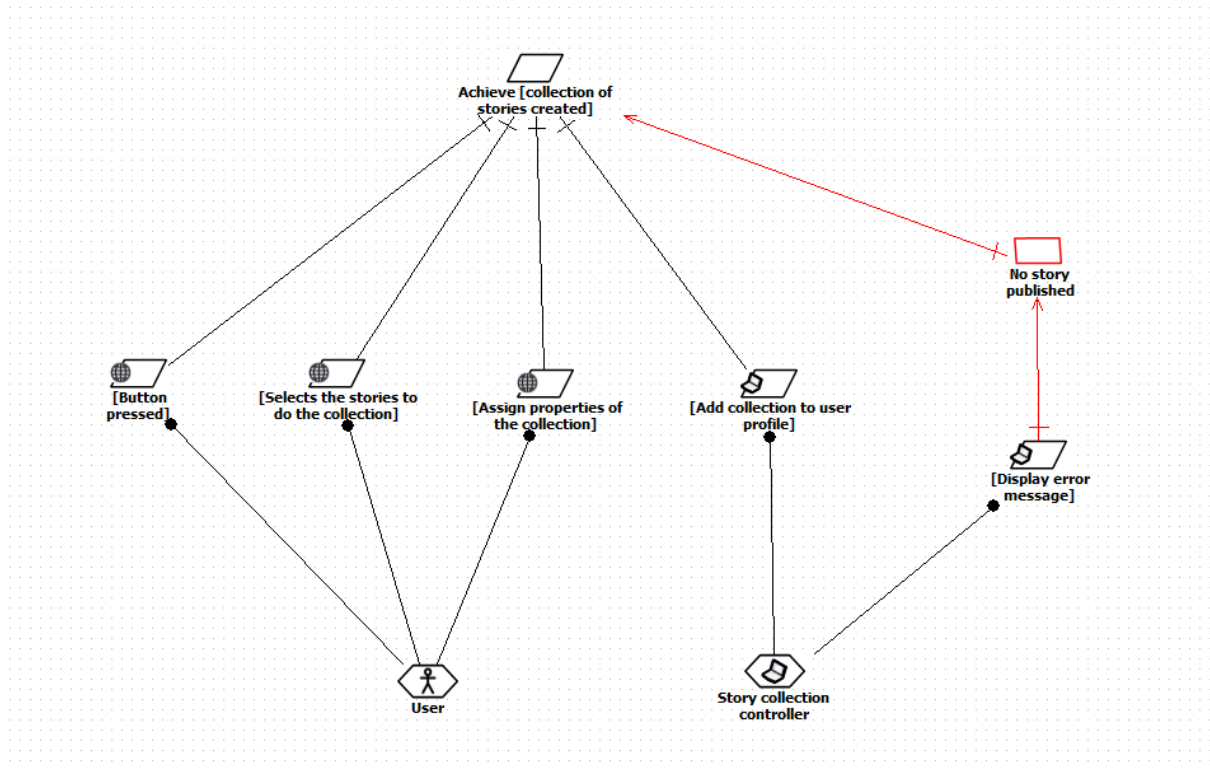 Achieve [collection of
stories created]
No story
published
[Button
pressed]
[Selects the stories to
do the collection]
[Assign properties of
the collection]
[Add collection to user
profile]
[Display error
message]
User
Story collection
controller